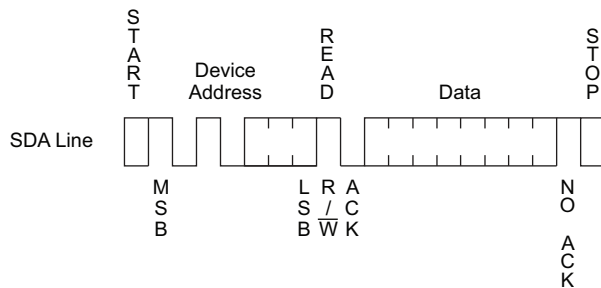 START
READ
STOP
Device
Address
Data
SDA Line
MSB
LSB
R/W
ACK
NO ACK